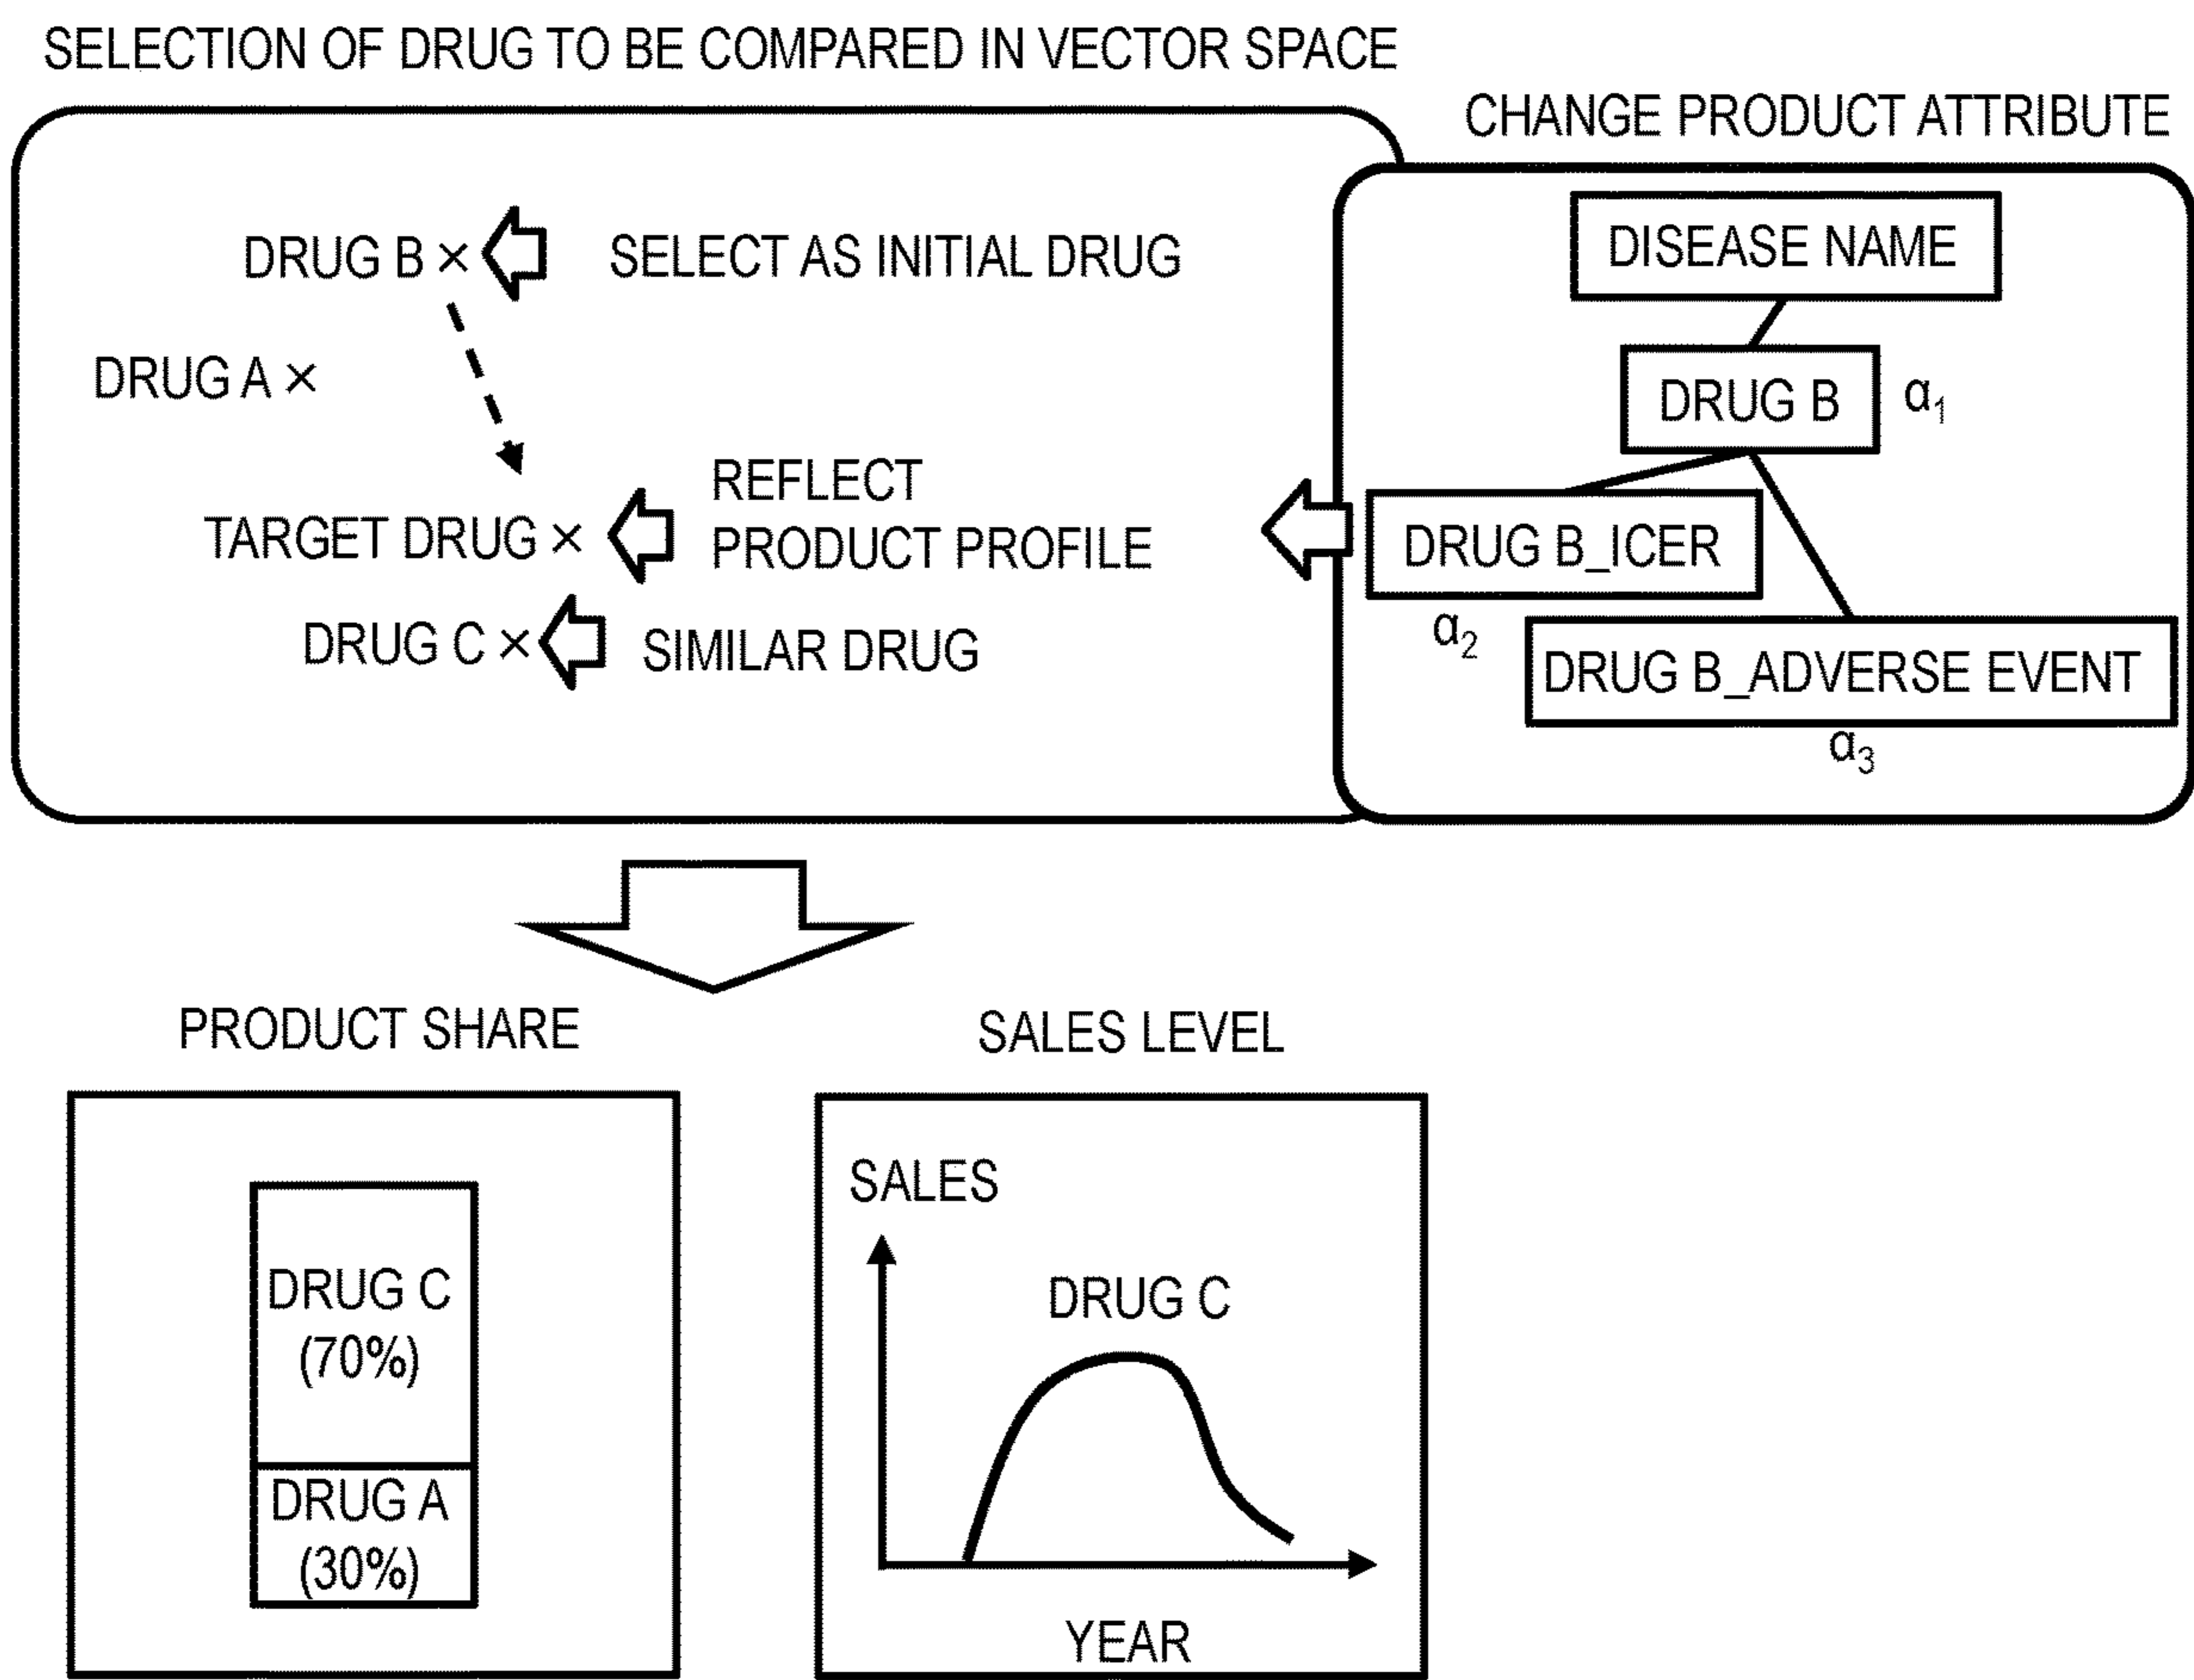 SELECTION OF DRUG TO BE COMPARED IN VECTOR SPACE
DRUG B ×
SELECT AS INITIAL DRUG
DRUG A ×
REFLECT
PRODUCT PROFILE
TARGET DRUG ×
DRUG C ×
SIMILAR DRUG
CHANGE PRODUCT ATTRIBUTE
DISEASE NAME
DRUG B
α₁
DRUG B_ICER
α₂
DRUG B_ADVERSE EVENT
α₃
PRODUCT SHARE
DRUG C
(70%)
DRUG A
(30%)
SALES LEVEL
SALES
DRUG C
YEAR